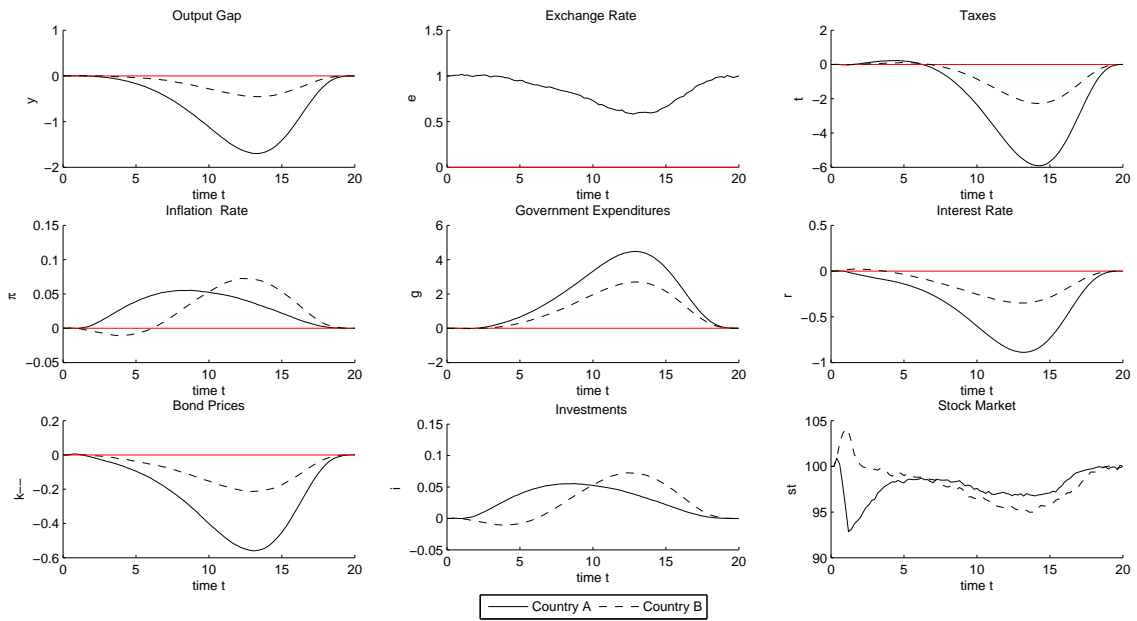 Output Gap
1
0
−1
−2
y
0 5 10 15 20
time t
Exchange Rate
1.5
1
0.5
0
e
0 5 10 15 20
time t
Taxes
2
0
−2
−4
−6
t
0 5 10 15 20
time t
Inflation Rate
0.15
0.1
0.05
0
−0.05
π
0 5 10 15 20
time t
Government Expenditures
6
4
2
0
−2
g
0 5 10 15 20
time t
Interest Rate
0.5
0
−0.5
−1
r
0 5 10 15 20
time t
Bond Prices
0.2
0
−0.2
−0.4
−0.6
k−−
0 5 10 15 20
time t
Investments
0.15
0.1
0.05
0
−0.05
i
0 5 10 15 20
time t
Stock Market
105
100
95
90
st
0 5 10 15 20
time t
Country A Country B